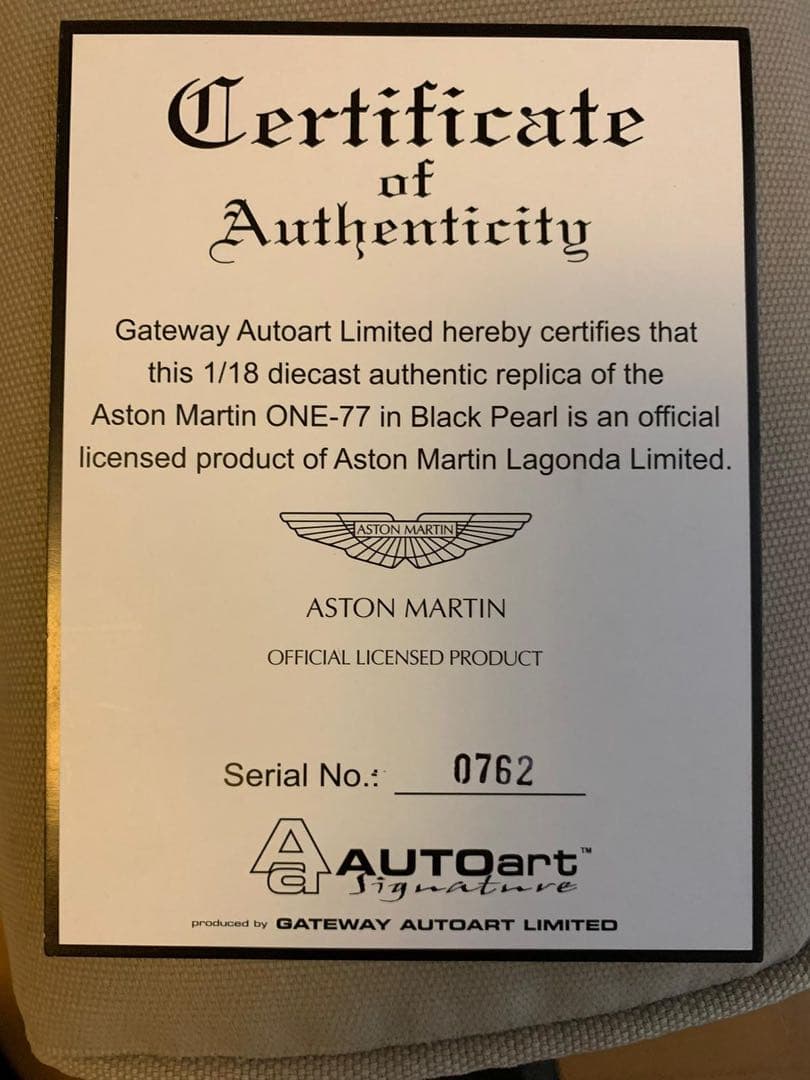 Certificate
of
Authenticity
Gateway Autoart Limited hereby certifies that
this 1/18 diecast authentic replica of the
Aston Martin ONE-77 in Black Pearl is an official
licensed product of Aston Martin Lagonda Limited.
ASTON MARTIN
ASTON MARTIN
OFFICIAL LICENSED PRODUCT
Serial No.: 0762
Aa AUTOart™
Signature
produced by GATEWAY AUTOART LIMITED